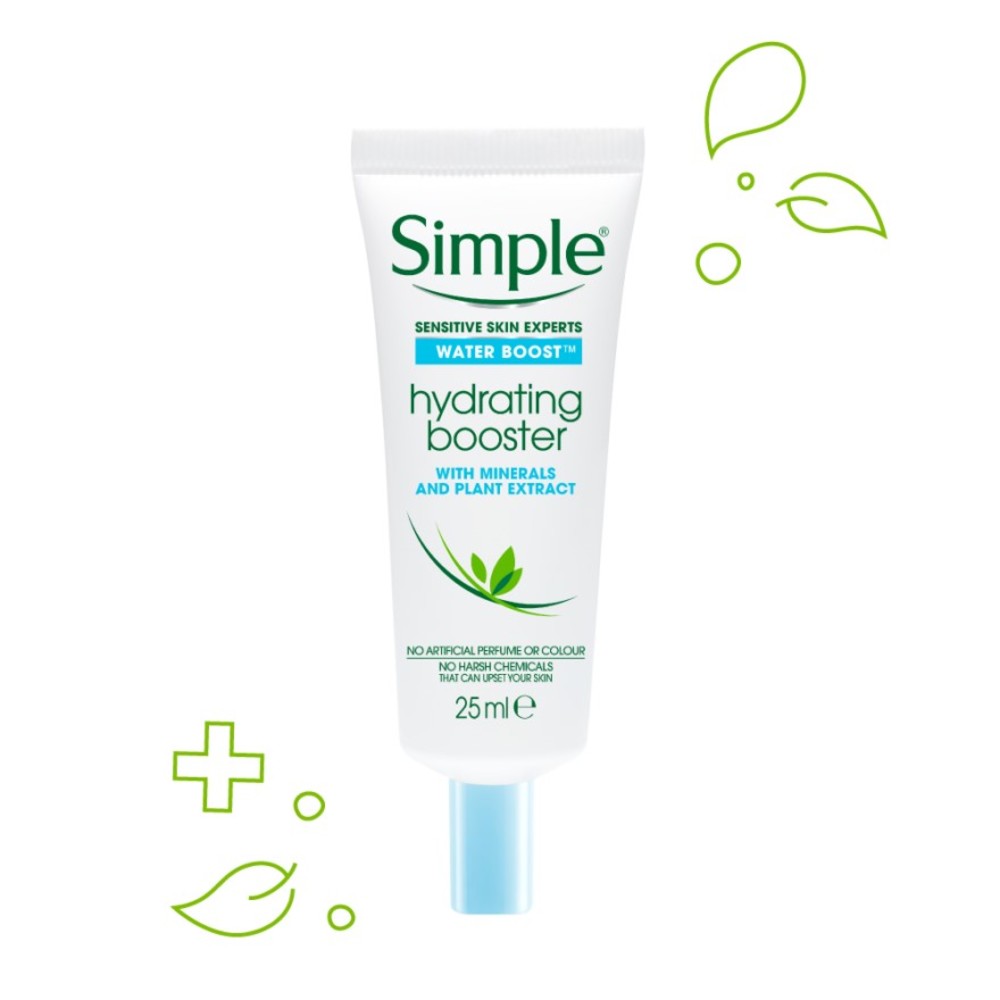 Simple®
SENSITIVE SKIN EXPERTS
WATER BOOST™
hydrating
booster
WITH MINERALS
AND PLANT EXTRACT
NO ARTIFICIAL PERFUME OR COLOUR
NO HARSH CHEMICALS
THAT CAN UPSET YOUR SKIN
25ml℮